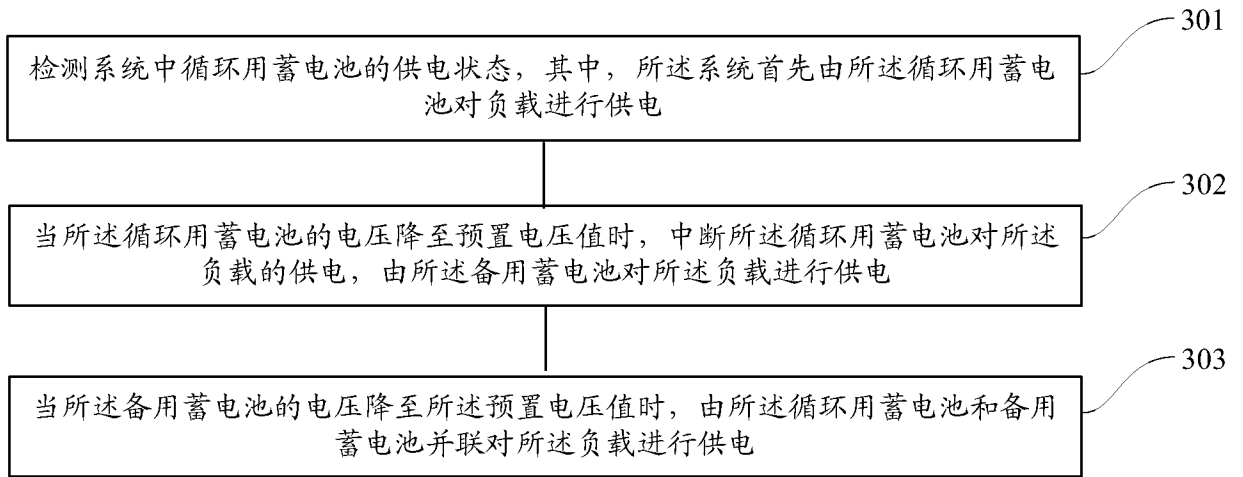 301
检测系统中循环用蓄电池的供电状态，其中，所述系统首先由所述循环用蓄电
池对负载进行供电
302
当所述循环用蓄电池的电压降至预置电压值时，中断所述循环用蓄电池对所述
负载的供电，由所述备用蓄电池对所述负载进行供电
303
当所述备用蓄电池的电压降至所述预置电压值时，由所述循环用蓄电池和备用
蓄电池并联对所述负载进行供电